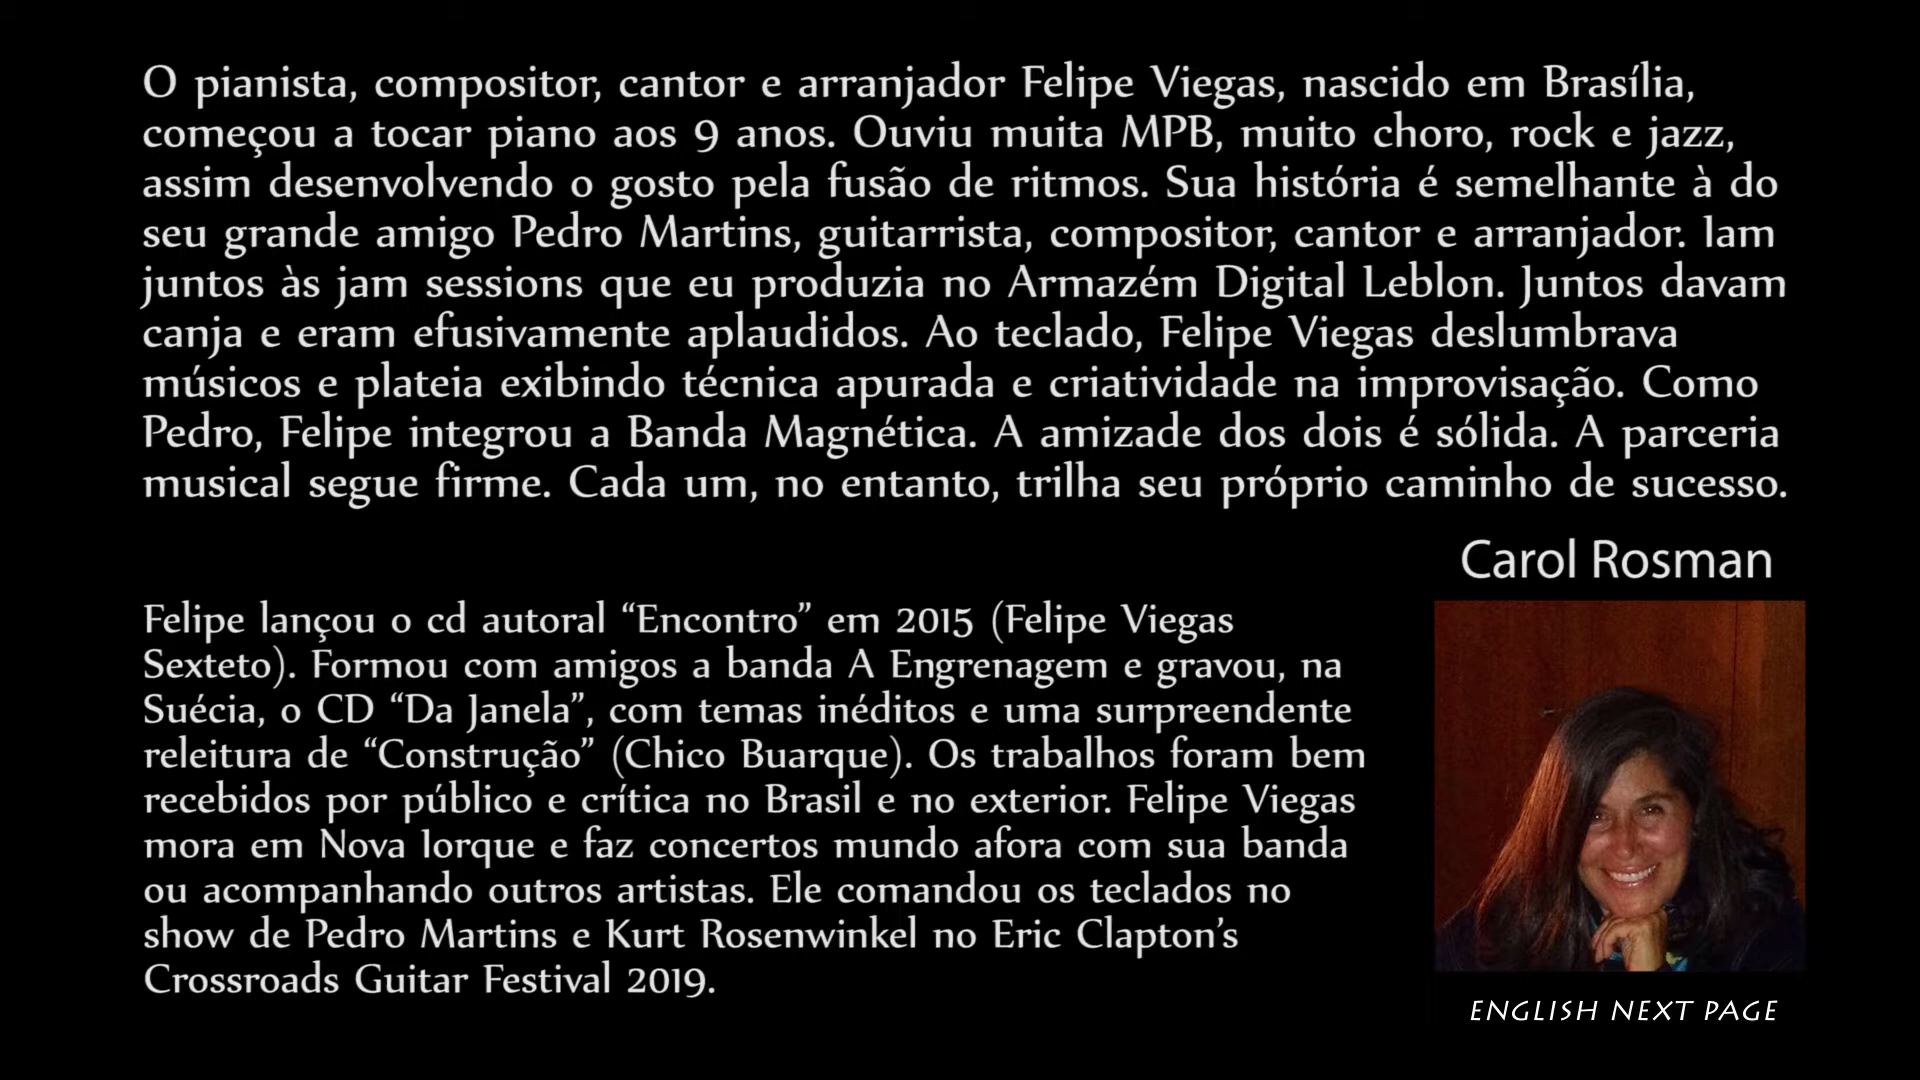 O pianista, compositor, cantor e arranjador Felipe Viegas, nascido em Brasília,
começou a tocar piano aos 9 anos. Ouviu muita MPB, muito choro, rock e jazz,
assim desenvolvendo o gosto pela fusão de ritmos. Sua história é semelhante à do
seu grande amigo Pedro Martins, guitarrista, compositor, cantor e arranjador. Iam
juntos às jam sessions que eu produzia no Armazém Digital Leblon. Juntos davam
canja e eram efusivamente aplaudidos. Ao teclado, Felipe Viegas deslumbrava
músicos e plateia exibindo técnica apurada e criatividade na improvisação. Como
Pedro, Felipe integrou a Banda Magnética. A amizade dos dois é sólida. A parceria
musical segue firme. Cada um, no entanto, trilha seu próprio caminho de sucesso.
Carol Rosman
Felipe lançou o cd autoral “Encontro” em 2015 (Felipe Viegas
Sexteto). Formou com amigos a banda A Engrenagem e gravou, na
Suécia, o CD “Da Janela”, com temas inéditos e uma surpreendente
releitura de “Construção” (Chico Buarque). Os trabalhos foram bem
recebidos por público e crítica no Brasil e no exterior. Felipe Viegas
mora em Nova Iorque e faz concertos mundo afora com sua banda
ou acompanhando outros artistas. Ele comandou os teclados no
show de Pedro Martins e Kurt Rosenwinkel no Eric Clapton’s
Crossroads Guitar Festival 2019.
ENGLISH NEXT PAGE